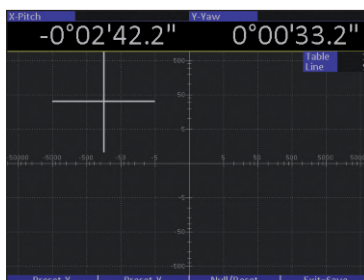 X-Pitch Y-Yaw
-0°02'42.2" 0°00'33.2"
Table
Line
500
50
5
-50000 -5000 -500 -50 -5 5 50 500 5000 50000
-5
-50
-500
Preset X Preset Y Null/Reset Exit-Save